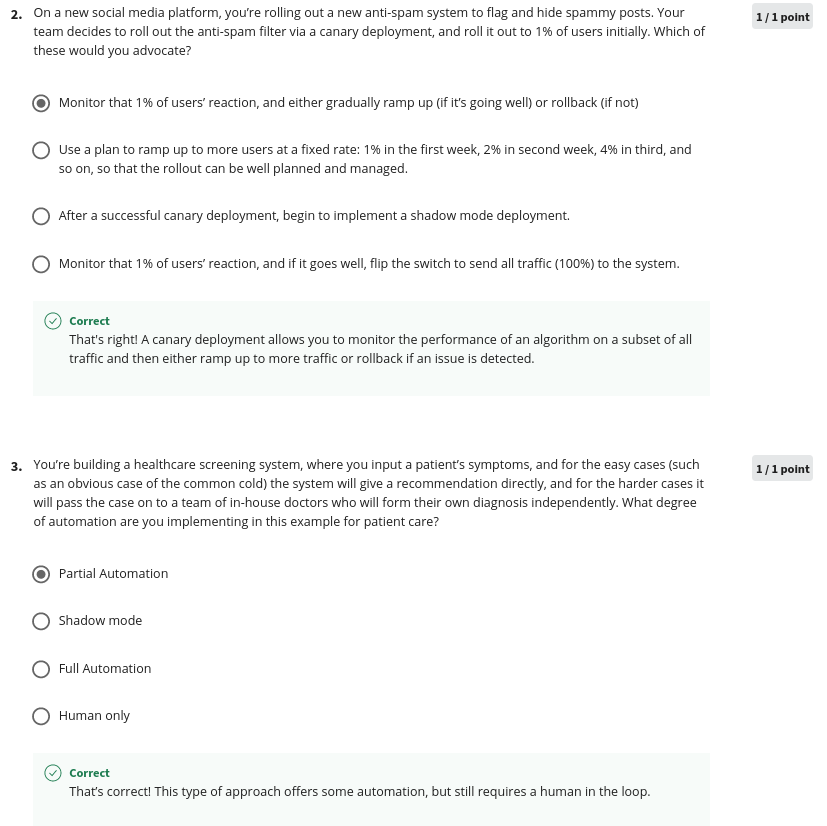 2. On a new social media platform, you're rolling out a new anti-spam system to flag and hide spammy posts. Your
1 / 1 point
team decides to roll out the anti-spam filter via a canary deployment, and roll it out to 1% of users initially. Which of
these would you advocate?
Monitor that 1% of users' reaction, and either gradually ramp up (if it's going well) or rollback (if not)
Use a plan to ramp up to more users at a fixed rate: 1% in the first week, 2% in second week, 4% in third, and
so on, so that the rollout can be well planned and managed.
After a successful canary deployment, begin to implement a shadow mode deployment.
Monitor that 1% of users' reaction, and if it goes well, flip the switch to send all traffic (100%) to the system.
Correct
That's right! A canary deployment allows you to monitor the performance of an algorithm on a subset of all
traffic and then either ramp up to more traffic or rollback if an issue is detected.
3. You're building a healthcare screening system, where you input a patient's symptoms, and for the easy cases (such
1 / 1 point
as an obvious case of the common cold) the system will give a recommendation directly, and for the harder cases it
will pass the case on to a team of in-house doctors who will form their own diagnosis independently. What degree
of automation are you implementing in this example for patient care?
Partial Automation
Shadow mode
Full Automation
Human only
Correct
That's correct! This type of approach offers some automation, but still requires a human in the loop.